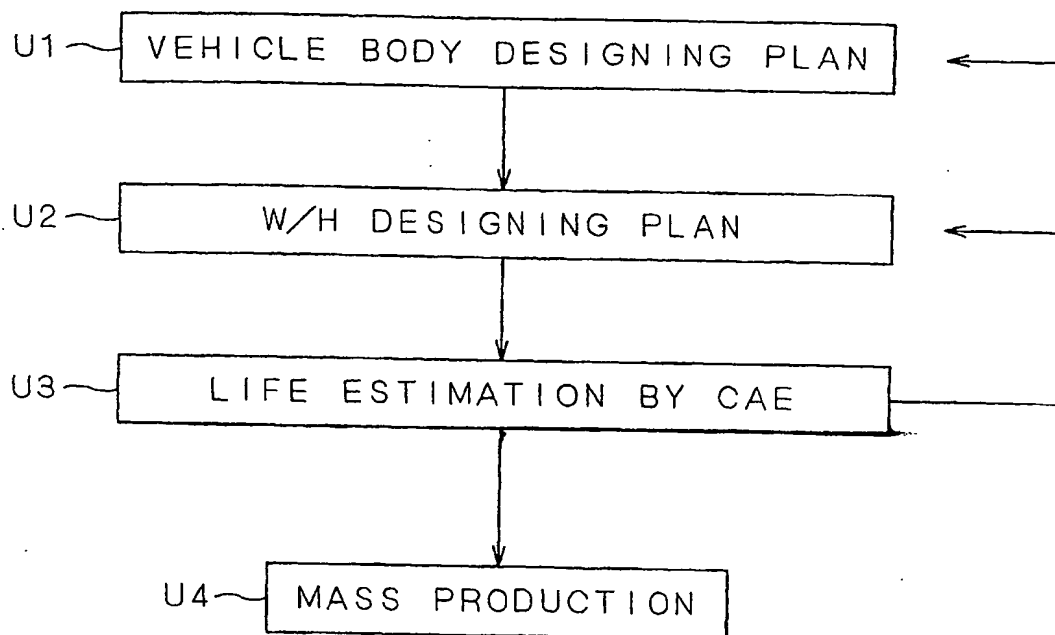 U1 VEHICLE BODY DESIGNING PLAN
U2 W/H DESIGNING PLAN
U3 LIFE ESTIMATION BY CAE
U4 MASS PRODUCTION